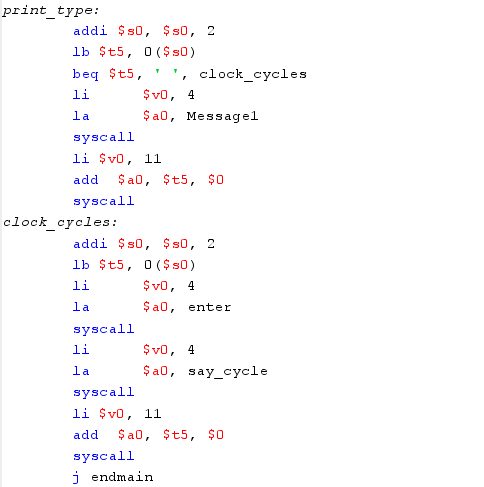 print_type:
addi $s0, $s0, 2
lb $t5, 0($s0)
beq $t5, ' ', clock_cycles
li $v0, 4
la $a0, Message1
syscall
li $v0, 11
add $a0, $t5, $0
syscall
clock_cycles:
addi $s0, $s0, 2
lb $t5, 0($s0)
li $v0, 4
la $a0, enter
syscall
li $v0, 4
la $a0, say_cycle
syscall
li $v0, 11
add $a0, $t5, $0
syscall
j endmain